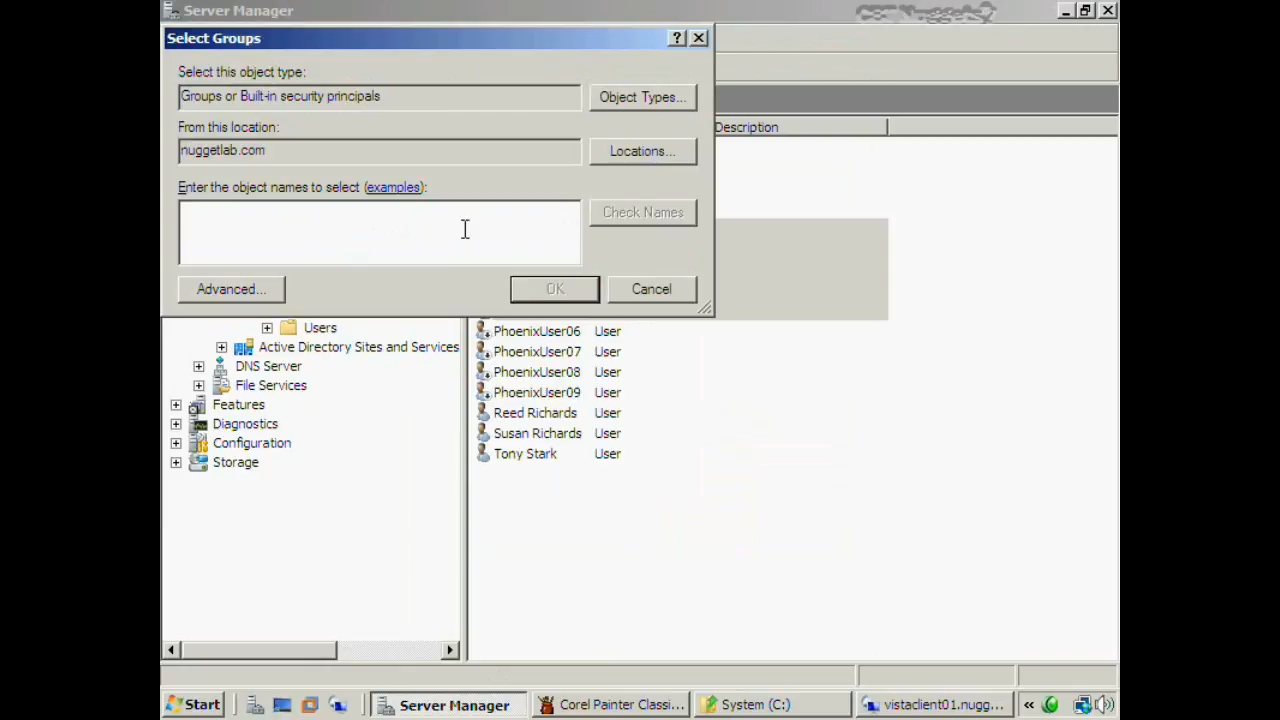 Server Manager
Select Groups
Select this object type:
Groups or Built-in security principals
Object Types...
From this location:
nuggetlab.com
Locations...
Description
Enter the object names to select (examples):
Check Names
Advanced...
OK
Cancel
Users
Active Directory Sites and Services
DNS Server
File Services
Features
Diagnostics
Configuration
Storage
PhoenixUser06 User
PhoenixUser07 User
PhoenixUser08 User
PhoenixUser09 User
Reed Richards User
Susan Richards User
Tony Stark User
Start
Server Manager
Corel Painter Classi...
System (C:)
vistaclient01.nugg...